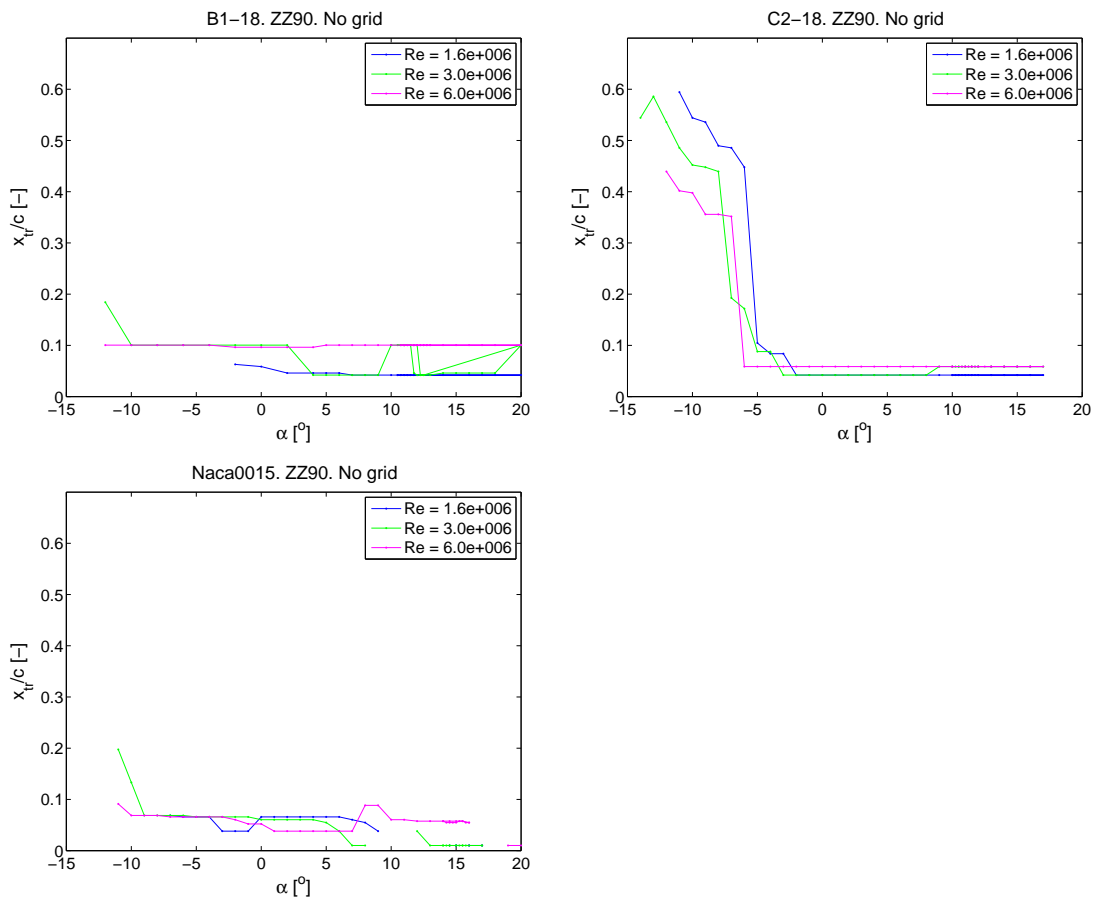 B1−18. ZZ90. No grid
Re = 1.6e+006
Re = 3.0e+006
Re = 6.0e+006
0.6
0.5
0.4
0.3
0.2
0.1
0
x_tr/c [−]
−15 −10 −5 0 5 10 15 20
α [°]
C2−18. ZZ90. No grid
Re = 1.6e+006
Re = 3.0e+006
Re = 6.0e+006
0.6
0.5
0.4
0.3
0.2
0.1
0
x_tr/c [−]
−15 −10 −5 0 5 10 15 20
α [°]
Naca0015. ZZ90. No grid
Re = 1.6e+006
Re = 3.0e+006
Re = 6.0e+006
0.6
0.5
0.4
0.3
0.2
0.1
0
x_tr/c [−]
−15 −10 −5 0 5 10 15 20
α [°]